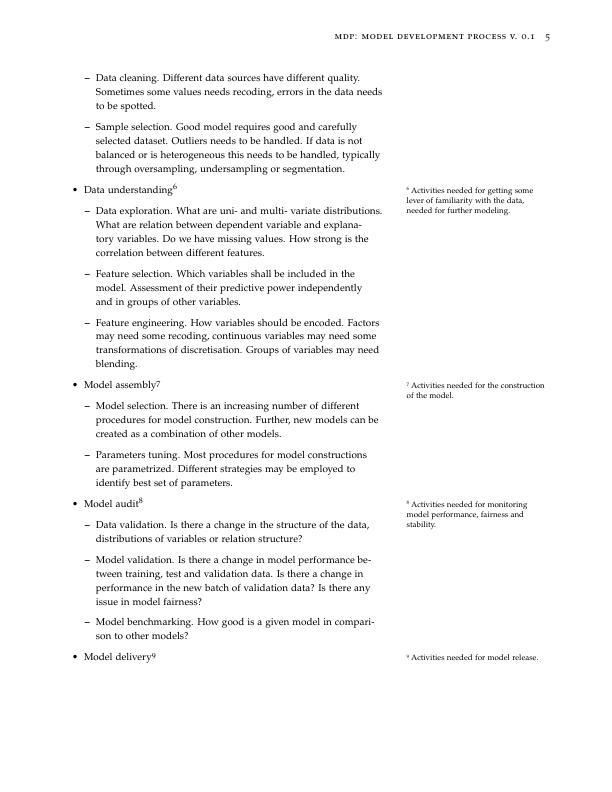 MDP: MODEL DEVELOPMENT PROCESS V. 0.1 5
– Data cleaning. Different data sources have different quality.
Sometimes some values needs recoding, errors in the data needs
to be spotted.
– Sample selection. Good model requires good and carefully
selected dataset. Outliers needs to be handled. If data is not
balanced or is heterogeneous this needs to be handled, typically
through oversampling, undersampling or segmentation.
• Data understanding6
6 Activities needed for getting some
lever of familiarity with the data,
needed for further modeling.
– Data exploration. What are uni- and multi- variate distributions.
What are relation between dependent variable and explana-
tory variables. Do we have missing values. How strong is the
correlation between different features.
– Feature selection. Which variables shall be included in the
model. Assessment of their predictive power independently
and in groups of other variables.
– Feature engineering. How variables should be encoded. Factors
may need some recoding, continuous variables may need some
transformations of discretisation. Groups of variables may need
blending.
• Model assembly7
7 Activities needed for the construction
of the model.
– Model selection. There is an increasing number of different
procedures for model construction. Further, new models can be
created as a combination of other models.
– Parameters tuning. Most procedures for model constructions
are parametrized. Different strategies may be employed to
identify best set of parameters.
• Model audit8
8 Activities needed for monitoring
model performance, fairness and
stability.
– Data validation. Is there a change in the structure of the data,
distributions of variables or relation structure?
– Model validation. Is there a change in model performance be-
tween training, test and validation data. Is there a change in
performance in the new batch of validation data? Is there any
issue in model fairness?
– Model benchmarking. How good is a given model in compari-
son to other models?
• Model delivery9
9 Activities needed for model release.